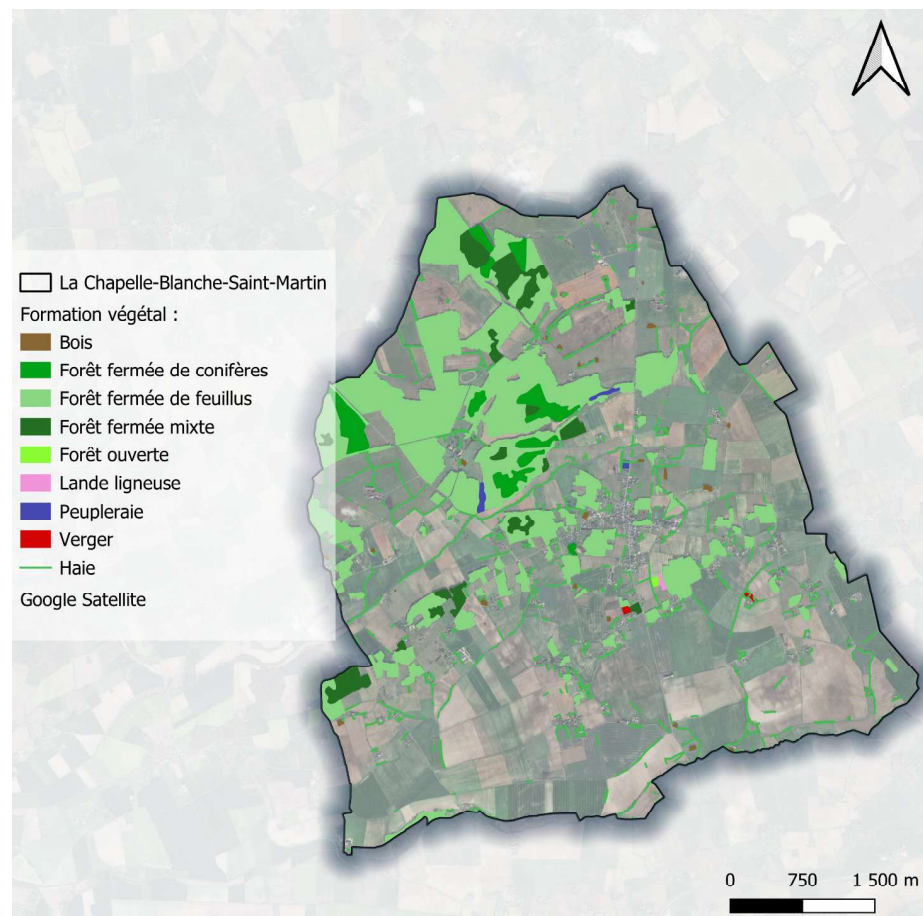 La Chapelle-Blanche-Saint-Martin
Formation végétal :
Bois
Forêt fermée de conifères
Forêt fermée de feuillus
Forêt fermée mixte
Forêt ouverte
Lande ligneuse
Peupleraie
Verger
Haie
Google Satellite
0 750 1 500 m